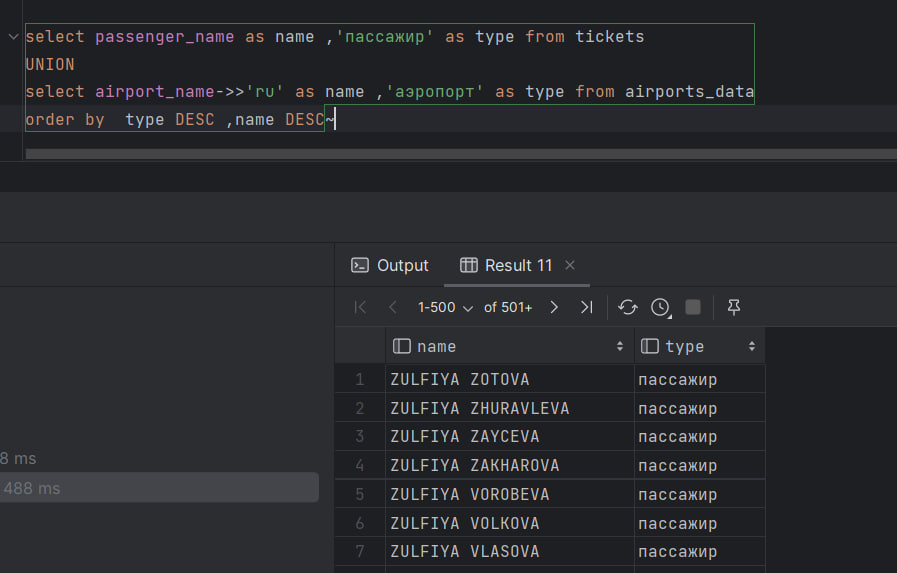 select passenger_name as name ,'пассажир' as type from tickets
UNION
select airport_name->>'ru' as name ,'аэропорт' as type from airports_data
order by  type DESC ,name DESC~
Output
Result 11
1-500
of 501+
name type
1 ZULFIYA ZOTOVA пассажир
2 ZULFIYA ZHURAVLEVA пассажир
3 ZULFIYA ZAYCEVA пассажир
4 ZULFIYA ZAKHAROVA пассажир
8 ms
488 ms
5 ZULFIYA VOROBEVA пассажир
6 ZULFIYA VOLKOVA пассажир
7 ZULFIYA VLASOVA пассажир